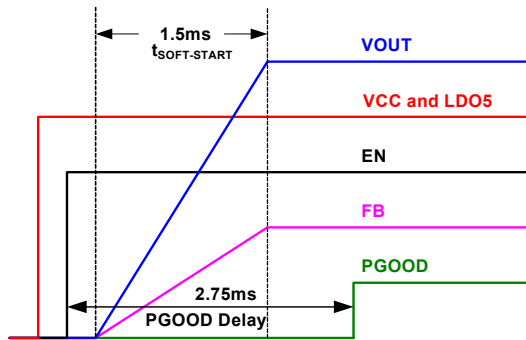 1.5ms
tSOFT-START
VOUT
VCC and LDO5
EN
FB
PGOOD
2.75ms
PGOOD Delay